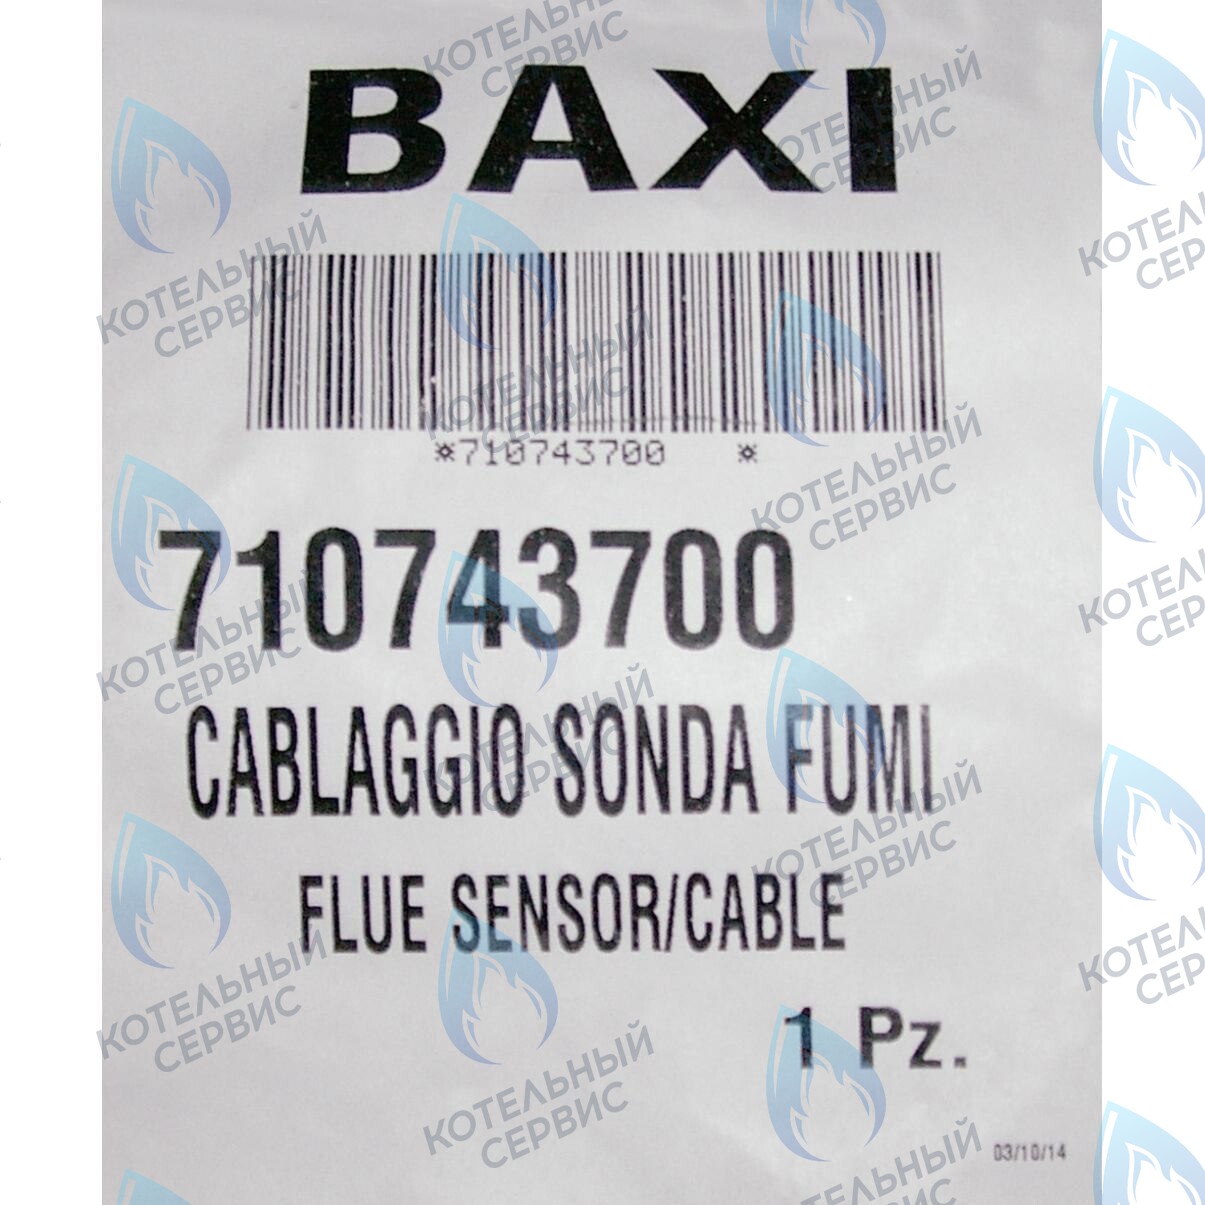 BAXI
*710743700 *
710743700
CABLAGGIO SONDA FUMI
FLUE SENSOR/CABLE
1 Pz.
03/10/14
КОТЕЛЬНЫЙ
СЕРВИС